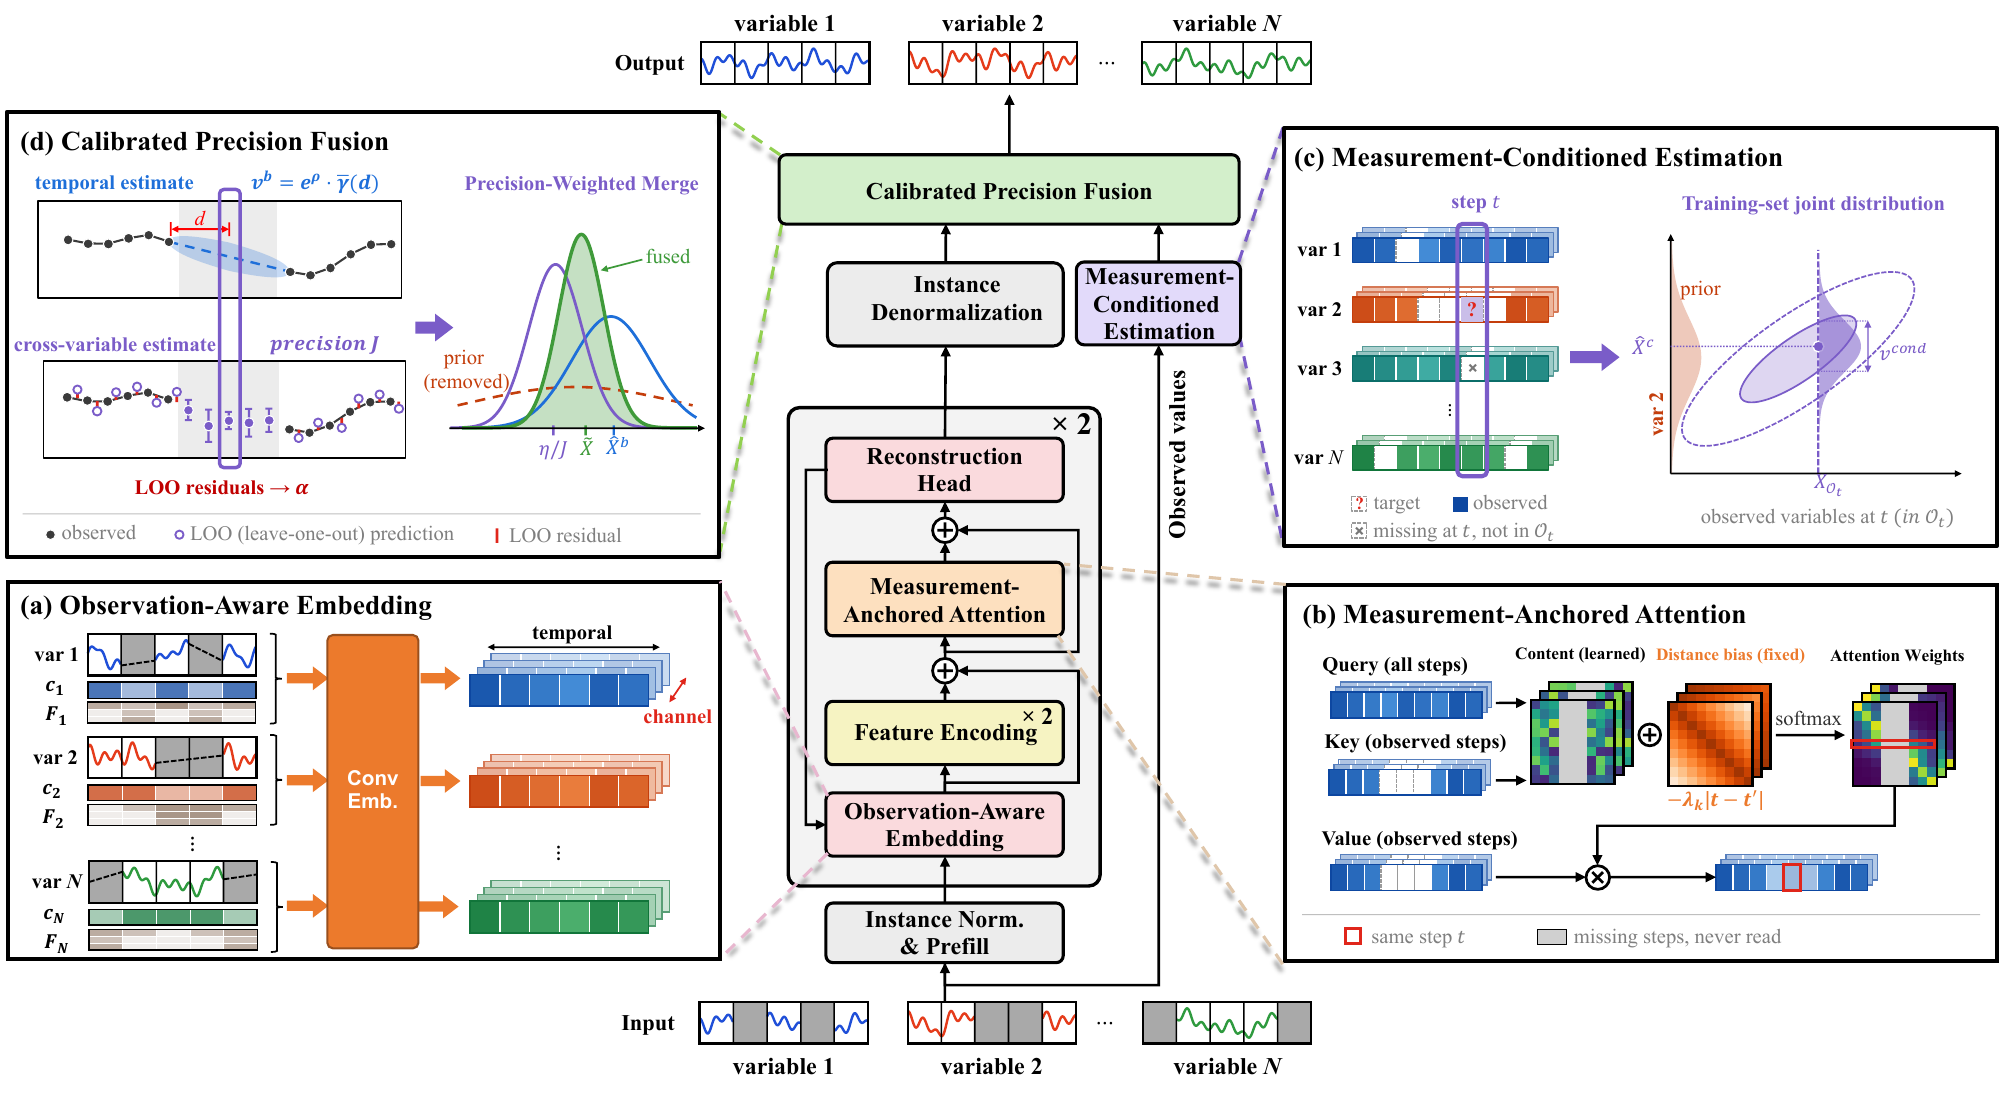 variable 1
variable 2
variable N
Output
...
(d) Calibrated Precision Fusion
temporal estimate
v^b = e^ρ · γ̅(d)
d
cross-variable estimate
precision J
LOO residuals → α
Precision-Weighted Merge
fused
prior
(removed)
η/J
X̃
X̂^b
observed
LOO (leave-one-out) prediction
LOO residual
(a) Observation-Aware Embedding
var 1
c_1
F_1
var 2
c_2
F_2
⋮
var N
c_N
F_N
Conv
Emb.
temporal
channel
⋮
Calibrated Precision Fusion
Instance
Denormalization
Measurement-
Conditioned
Estimation
Observed values
× 2
Reconstruction
Head
Measurement-
Anchored Attention
× 2
Feature Encoding
Observation-Aware
Embedding
Instance Norm.
& Prefill
Input
...
variable 1
variable 2
variable N
(c) Measurement-Conditioned Estimation
step t
var 1
var 2
?
var 3
×
⋮
var N
? target
observed
× missing at t, not in 𝒪_t
Training-set joint distribution
prior
X̂^c
v^cond
var 2
X_𝒪_t
observed variables at t (in 𝒪_t)
(b) Measurement-Anchored Attention
Query (all steps)
Content (learned)
Distance bias (fixed)
Attention Weights
softmax
Key (observed steps)
−λ_k|t − t′|
Value (observed steps)
same step t
missing steps, never read